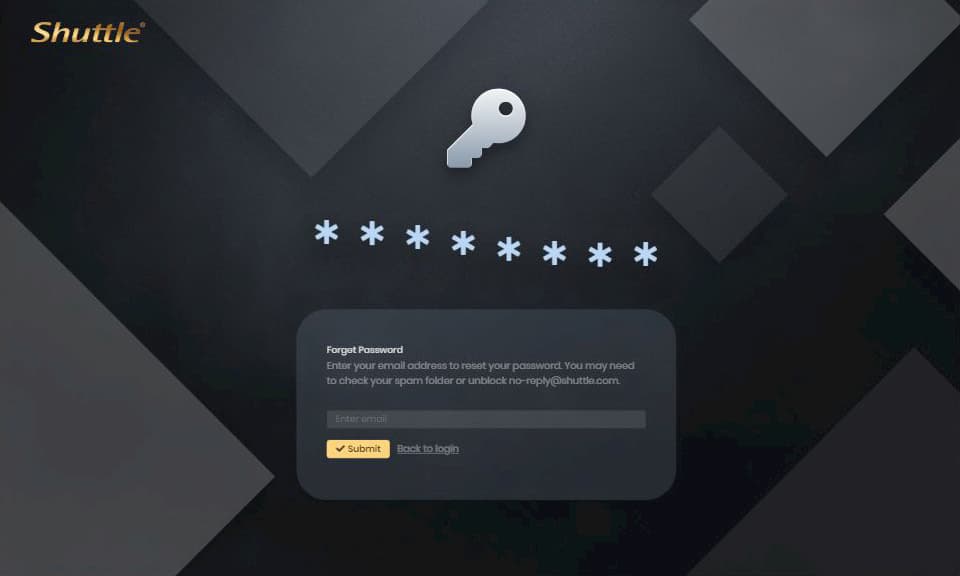 Shuttle®
* * * * * * * *
Forget Password
Enter your email address to reset your password. You may need
to check your spam folder or unblock no-reply@shuttle.com.
Enter email
✔ Submit Back to login